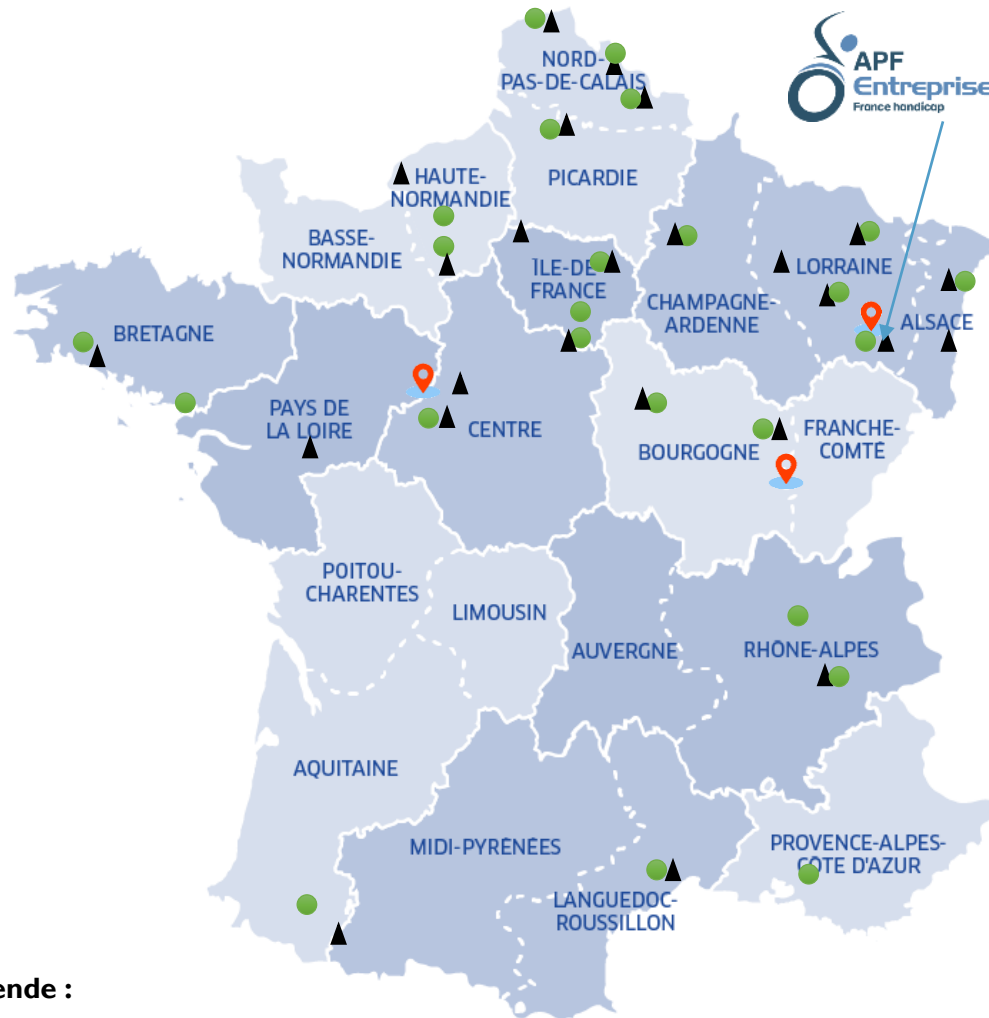 APF
Entreprise
France handicap
NORD-
PAS-DE-CALAIS
PICARDIE
HAUTE-
NORMANDIE
BASSE-
NORMANDIE
ÎLE-DE-
FRANCE
CHAMPAGNE-
ARDENNE
LORRAINE
ALSACE
BRETAGNE
PAYS DE
LA LOIRE
CENTRE
BOURGOGNE
FRANCHE-
COMTÉ
POITOU-
CHARENTES
LIMOUSIN
AUVERGNE
RHÔNE-ALPES
AQUITAINE
MIDI-PYRÉNÉES
LANGUEDOC-
ROUSSILLON
PROVENCE-ALPES-
CÔTE D'AZUR
ende :